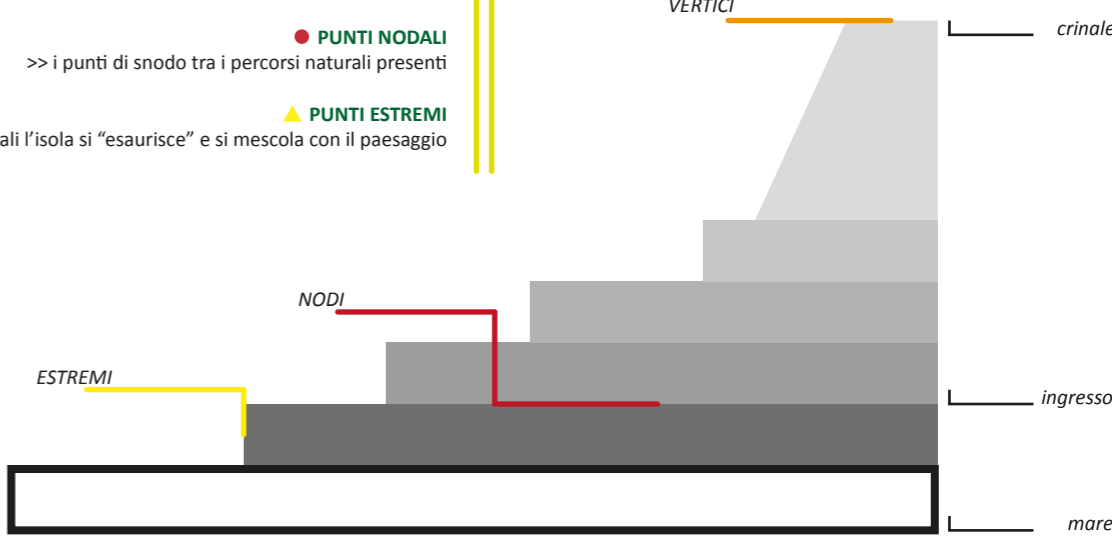 VERTICI
crinale
PUNTI NODALI
>> i punti di snodo tra i percorsi naturali presenti
PUNTI ESTREMI
l'isola si “esaurisce” e si mescola con il paesaggio
NODI
ESTREMI
ingresso
mare